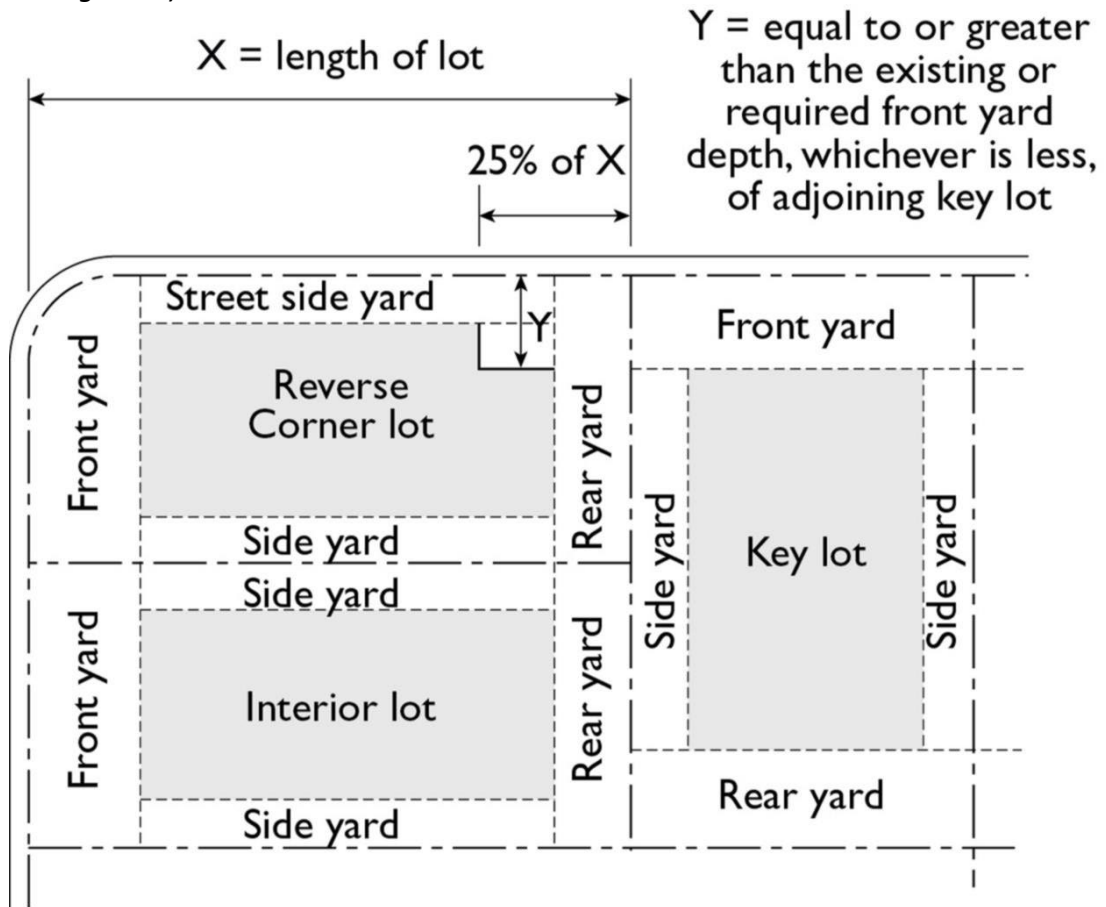 X = length of lot
Y = equal to or greater
than the existing or
required front yard
depth, whichever is less,
of adjoining key lot
25% of X
Street side yard
Y
Front yard
Front yard
Reverse
Corner lot
Rear yard
Side yard
Side yard
Key lot
Side yard
Side yard
Front yard
Interior lot
Rear yard
Side yard
Rear yard